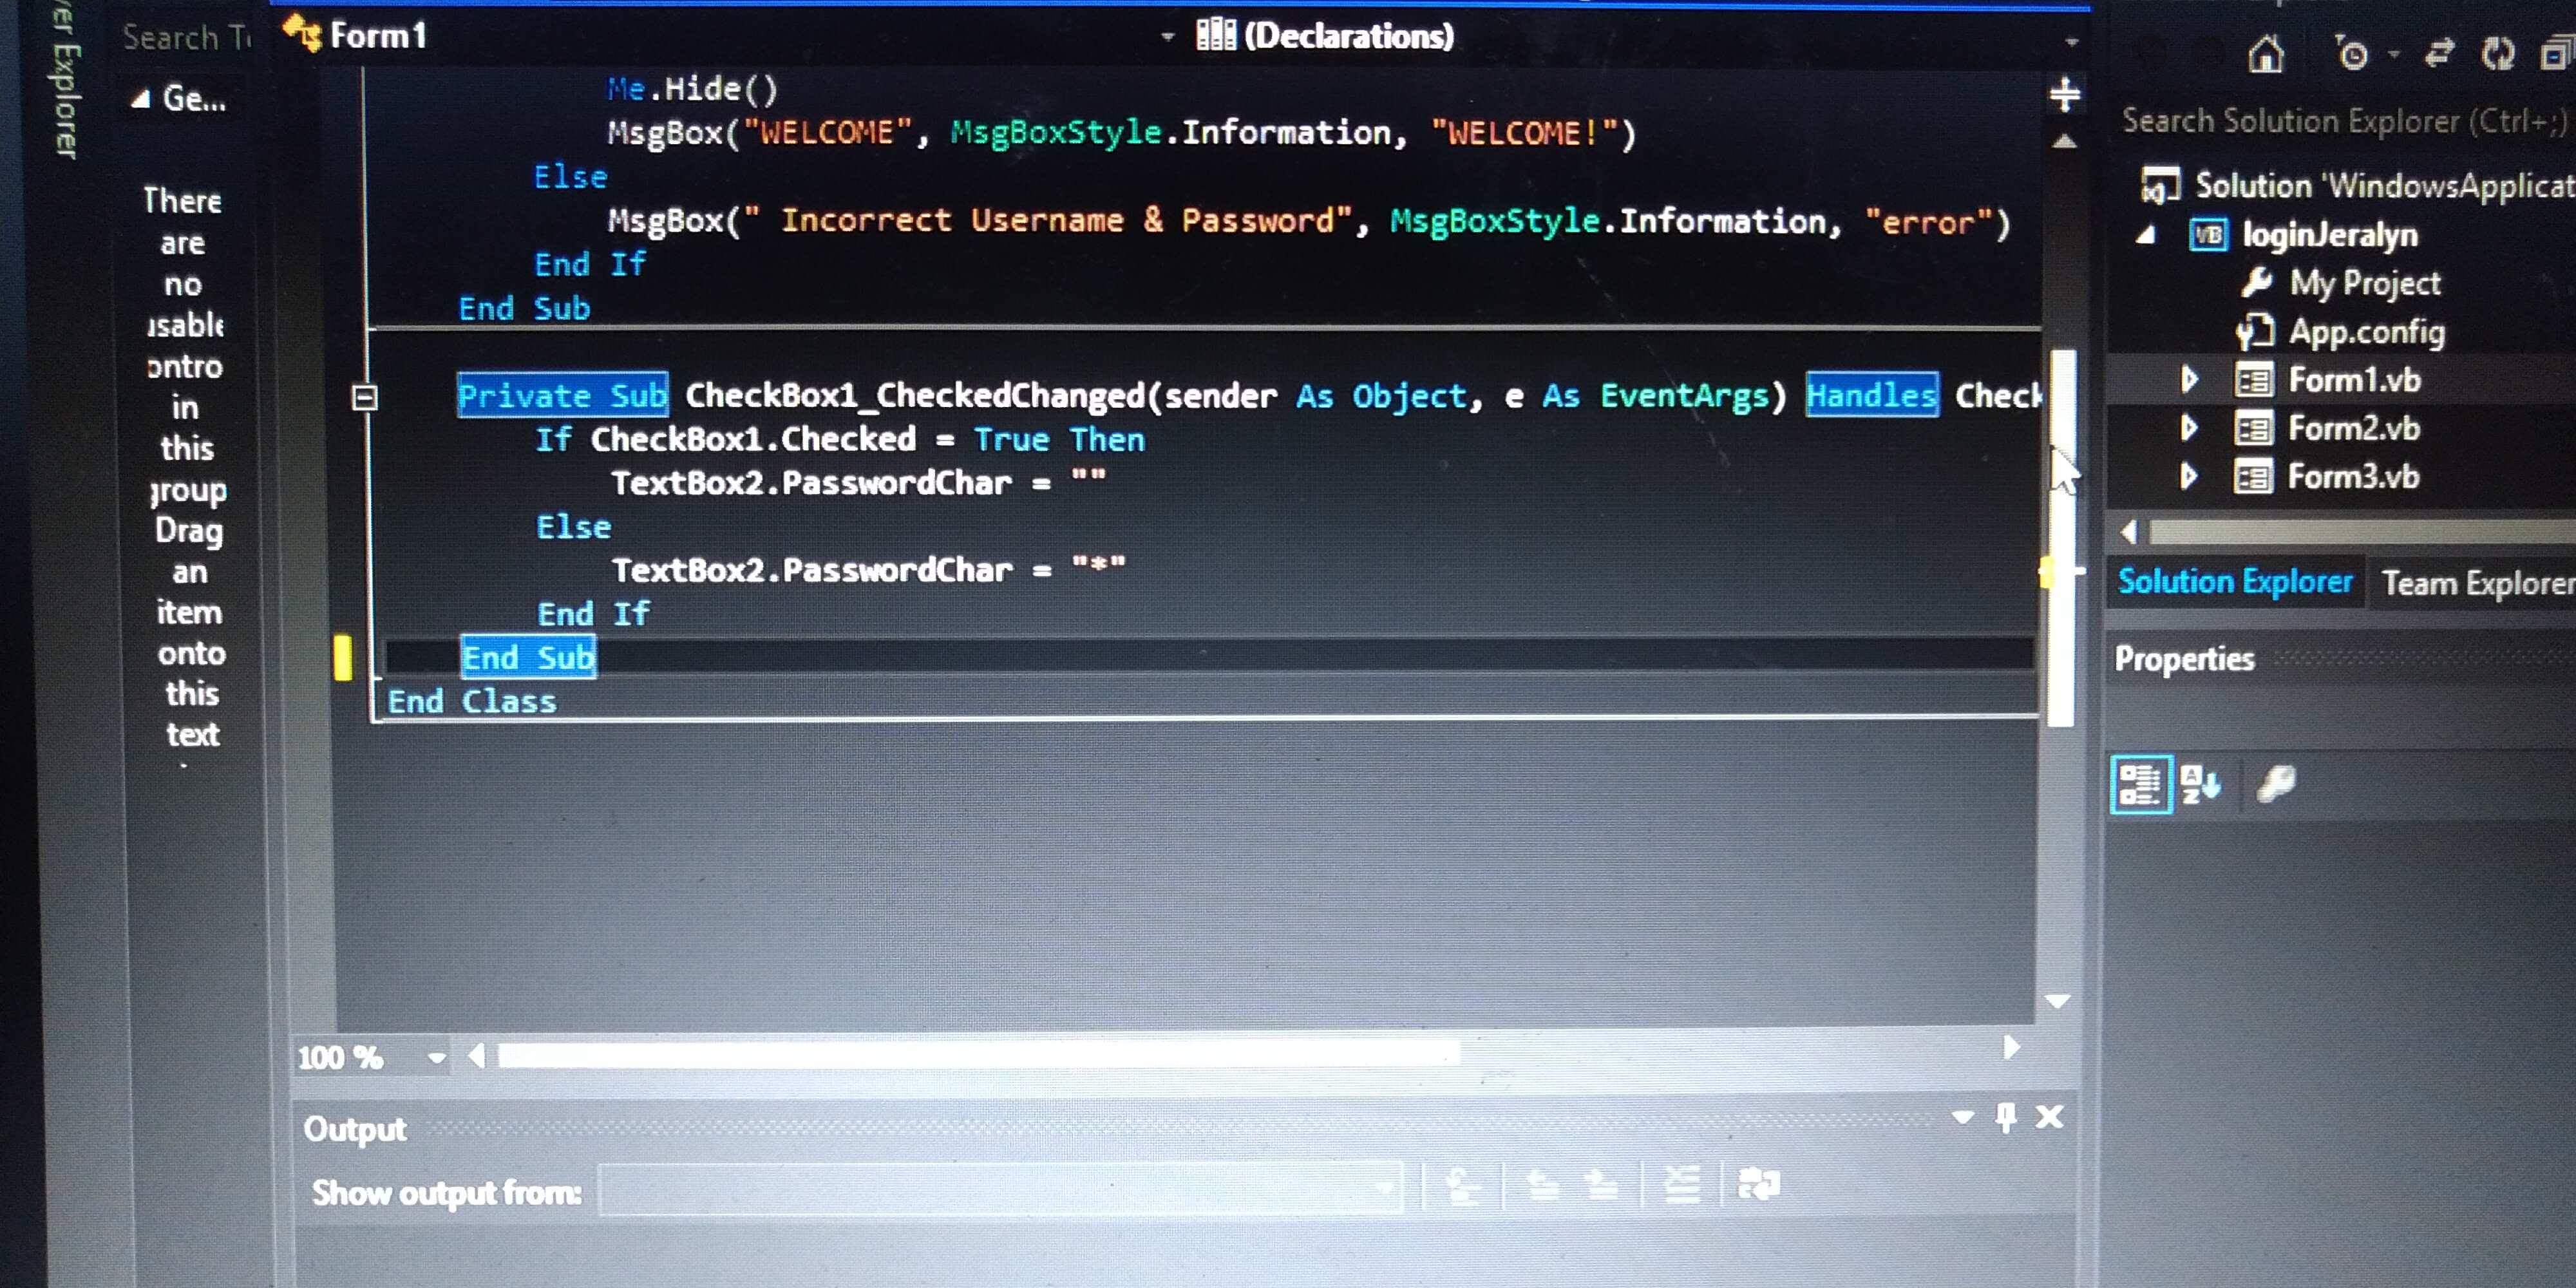 er Explorer
Search T
Ge...
There
are
no
usable
ontro
in
this
group
Drag
an
item
onto
this
text
Form1
(Declarations)
Me.Hide()
MsgBox("WELCOME", MsgBoxStyle.Information, "WELCOME!")
Else
MsgBox(" Incorrect Username & Password", MsgBoxStyle.Information, "error")
End If
End Sub
Private Sub CheckBox1_CheckedChanged(sender As Object, e As EventArgs) Handles Check
If CheckBox1.Checked = True Then
TextBox2.PasswordChar = ""
Else
TextBox2.PasswordChar = "*"
End If
End Sub
End Class
100 %
Output
Show output from:
Search Solution Explorer (Ctrl+;)
Solution 'WindowsApplicat
VB loginJeralyn
My Project
App.config
Form1.vb
Form2.vb
Form3.vb
Solution Explorer Team Explorer
Properties